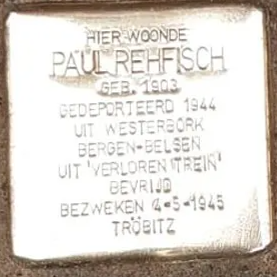 HIER WOONDE
PAUL REHFISCH
GEB. 1903
GEDEPORTEERD 1944
UIT WESTERBORK
BERGEN-BELSEN
UIT 'VERLOREN TREIN'
BEVRIJD
BEZWEKEN 4-5-1945
TRÖBITZ